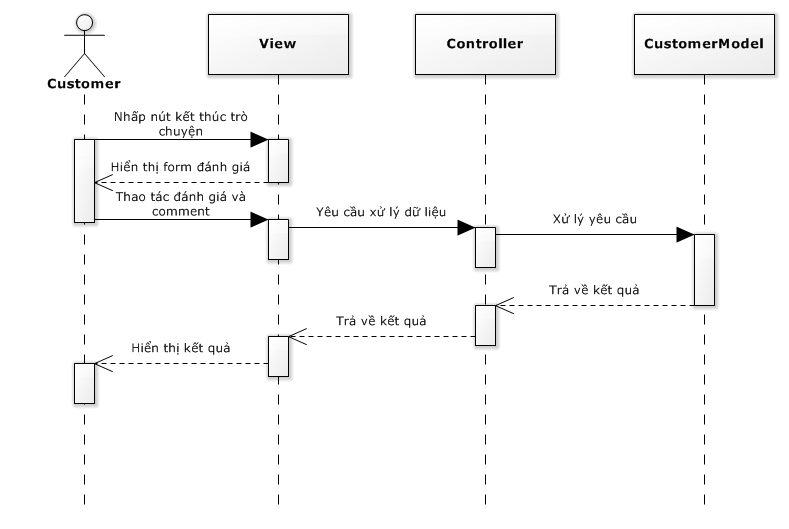 View
Controller
CustomerModel
Customer
Nhấp nút kết thúc trò
chuyện
Hiển thị form đánh giá
Thao tác đánh giá và
comment
Yêu cầu xử lý dữ liệu
Xử lý yêu cầu
Trả về kết quả
Trả về kết quả
Hiển thị kết quả